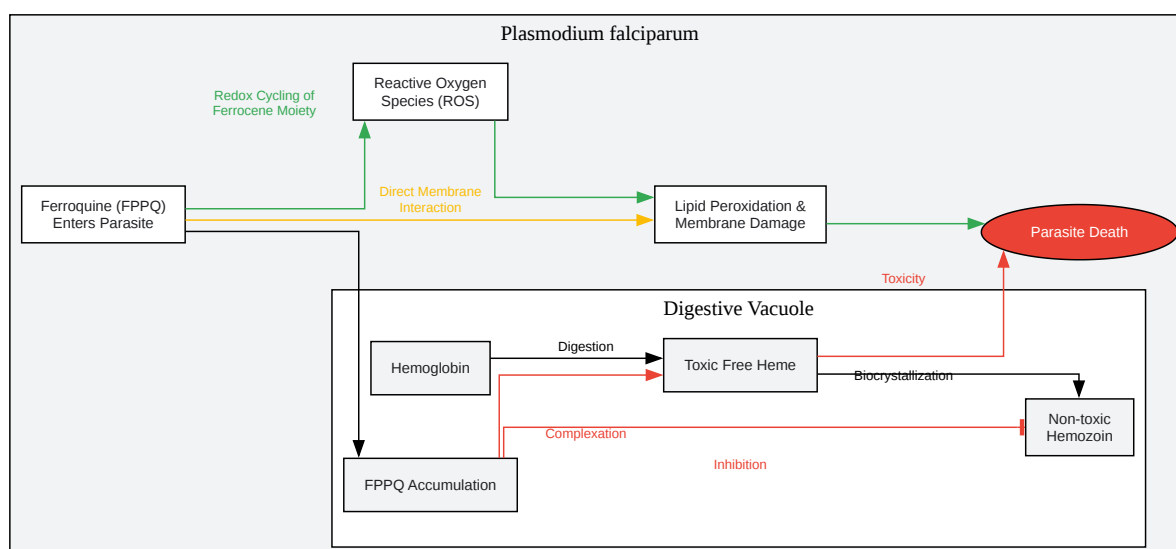 Plasmodium falciparum
Reactive Oxygen
Species (ROS)
Redox Cycling of
Ferrocene Moiety
Ferroquine (FPPQ)
Enters Parasite
Direct Membrane
Interaction
Lipid Peroxidation &
Membrane Damage
Parasite Death
Toxicity
Digestive Vacuole
Hemoglobin
Digestion
Toxic Free Heme
Biocrystallization
Non-toxic
Hemozoin
Complexation
Inhibition
FPPQ Accumulation